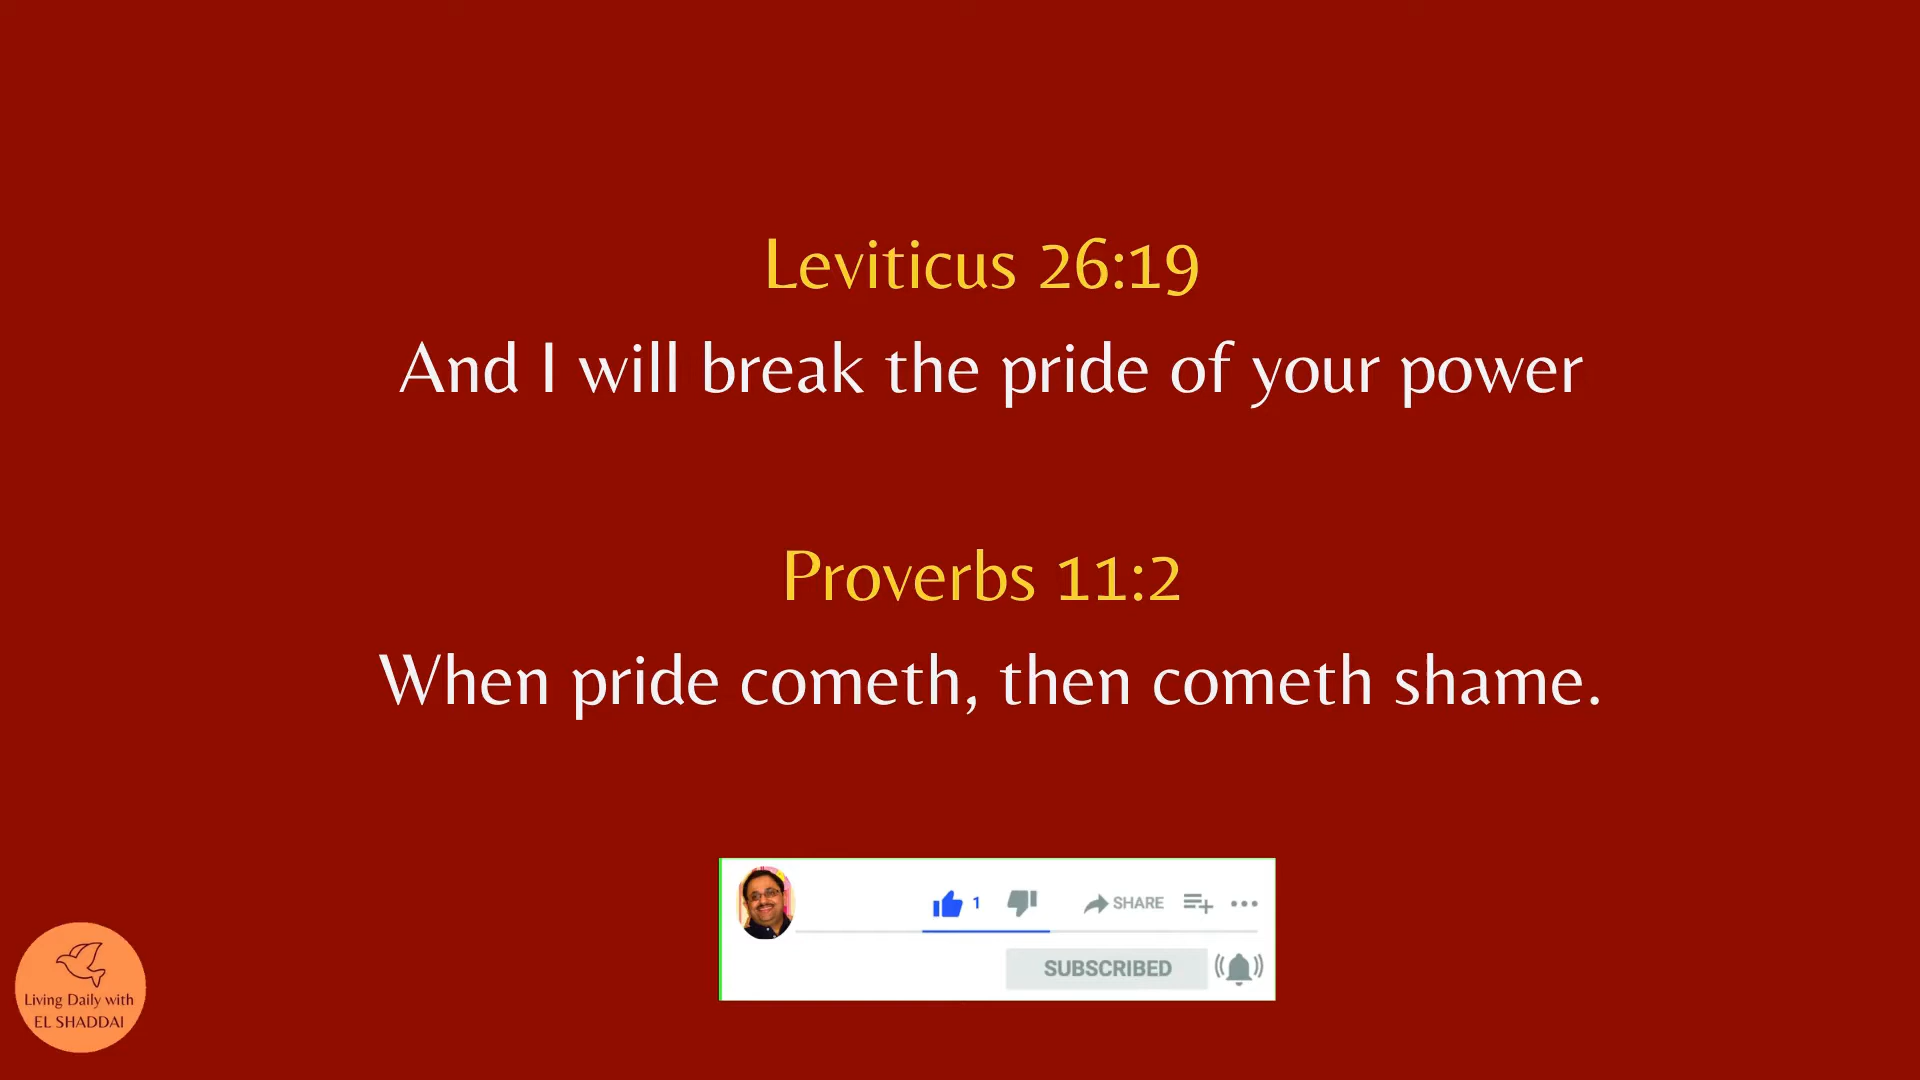 Leviticus 26:19
And I will break the pride of your power
Proverbs 11:2
When pride cometh, then cometh shame.
1 SHARE
SUBSCRIBED
Living Daily with
EL SHADDAI